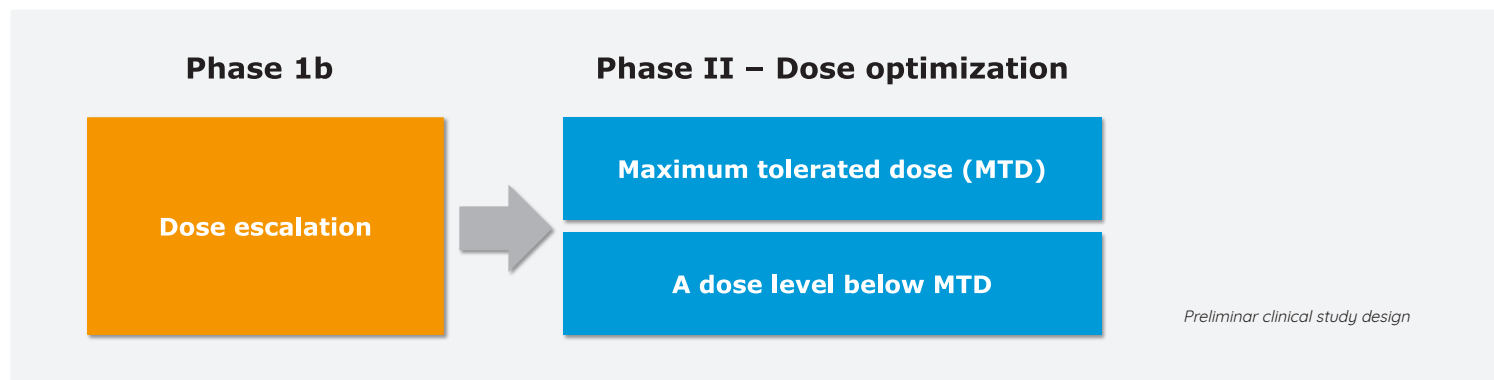 Phase 1b
Phase II – Dose optimization
Dose escalation
Maximum tolerated dose (MTD)
A dose level below MTD
Preliminar clinical study design